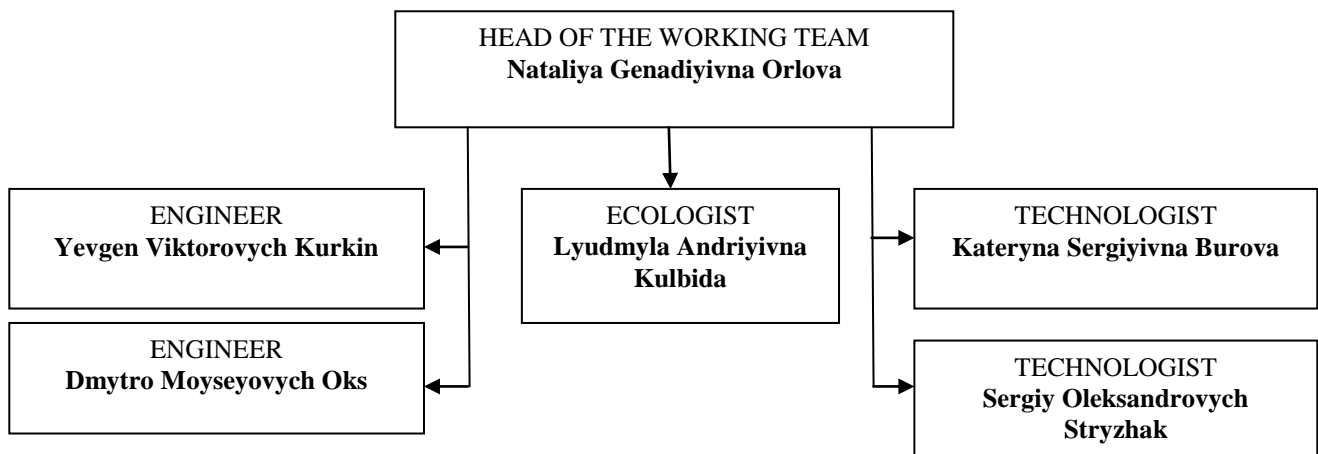 HEAD OF THE WORKING TEAM
Nataliya Genadiyivna Orlova
ENGINEER
Yevgen Viktorovych Kurkin
ECOLOGIST
Lyudmyla Andriyivna
Kulbida
TECHNOLOGIST
Kateryna Sergiyivna Burova
ENGINEER
Dmytro Moyseyovych Oks
TECHNOLOGIST
Sergiy Oleksandrovych
Stryzhak